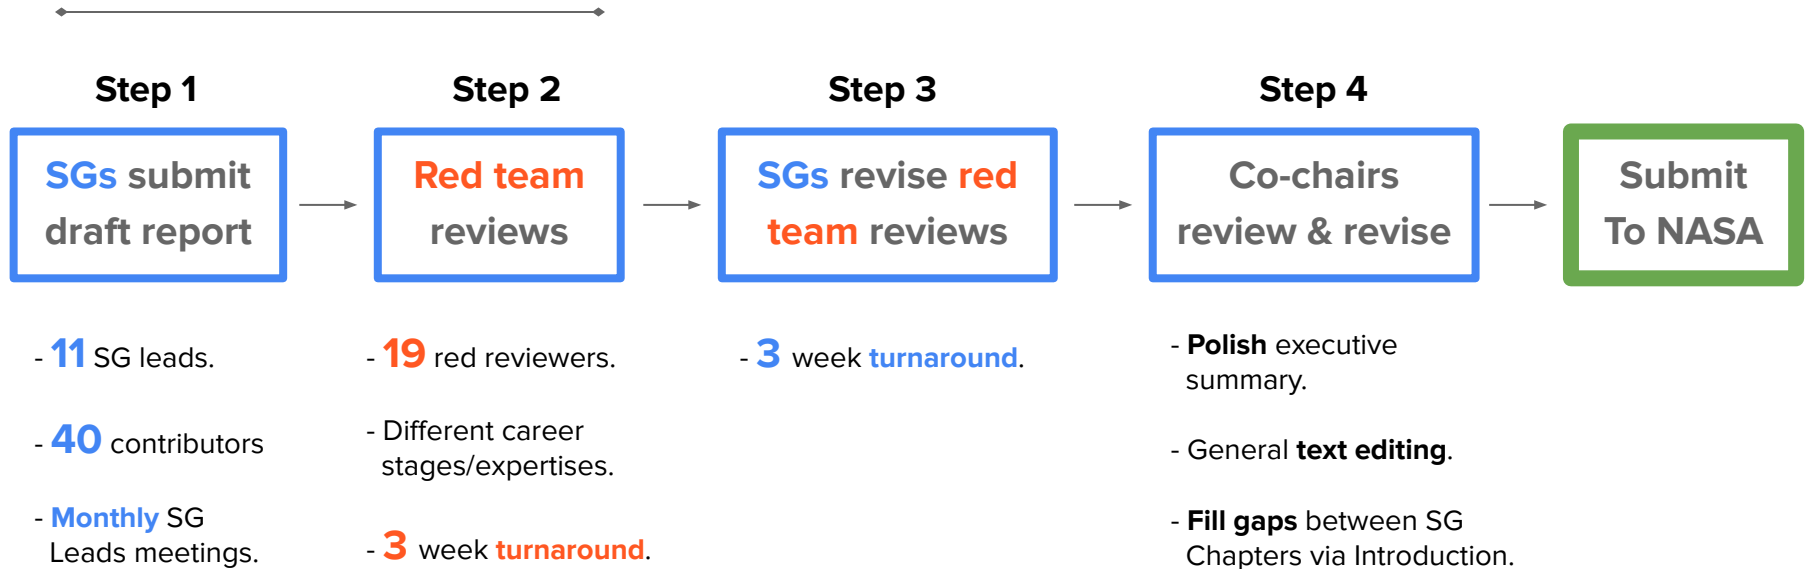 Step 1
SGs submit
draft report
- 11 SG leads.
- 40 contributors
- Monthly SG
Leads meetings.
Step 2
Red team
reviews
- 19 red reviewers.
- Different career
stages/expertises.
- 3 week turnaround.
Step 3
SGs revise red
team reviews
- 3 week turnaround.
Step 4
Co-chairs
review & revise
- Polish executive
summary.
- General text editing.
- Fill gaps between SG
Chapters via Introduction.
Submit
To NASA